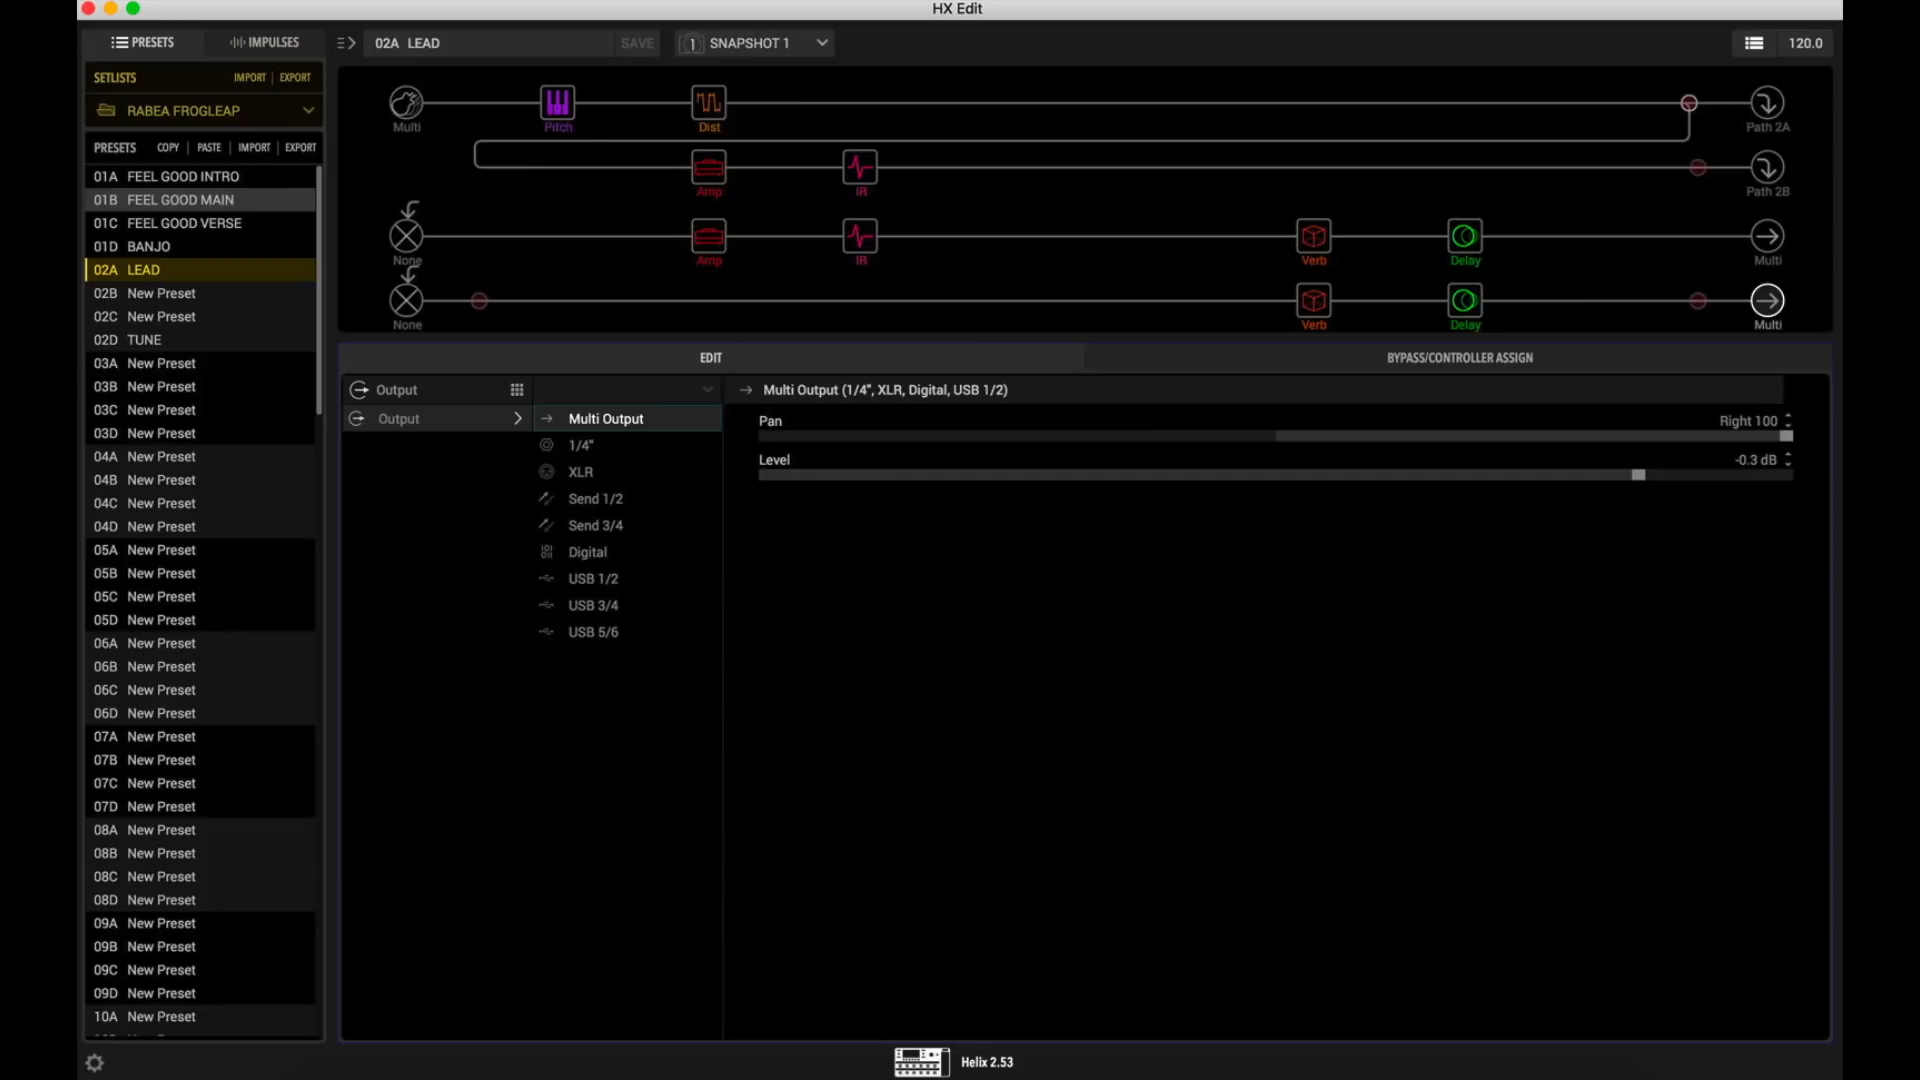 HX Edit
PRESETS IMPULSES
02A LEAD SAVE 1 SNAPSHOT 1 120.0
SETLISTS IMPORT | EXPORT
RABEA FROGLEAP
PRESETS COPY | PASTE | IMPORT | EXPORT
01A FEEL GOOD INTRO
01B FEEL GOOD MAIN
01C FEEL GOOD VERSE
01D BANJO
02A LEAD
02B New Preset
02C New Preset
02D TUNE
03A New Preset
03B New Preset
03C New Preset
03D New Preset
04A New Preset
04B New Preset
04C New Preset
04D New Preset
05A New Preset
05B New Preset
05C New Preset
05D New Preset
06A New Preset
06B New Preset
06C New Preset
06D New Preset
07A New Preset
07B New Preset
07C New Preset
07D New Preset
08A New Preset
08B New Preset
08C New Preset
08D New Preset
09A New Preset
09B New Preset
09C New Preset
09D New Preset
10A New Preset
Multi Pitch Dist Path 2A
Amp IR Path 2B
None Amp IR Verb Delay Multi
None Verb Delay Multi
EDIT BYPASS/CONTROLLER ASSIGN
Output
Output
Multi Output
1/4"
XLR
Send 1/2
Send 3/4
Digital
USB 1/2
USB 3/4
USB 5/6
Multi Output (1/4", XLR, Digital, USB 1/2)
Pan Right 100
Level -0.3 dB
Helix 2.53